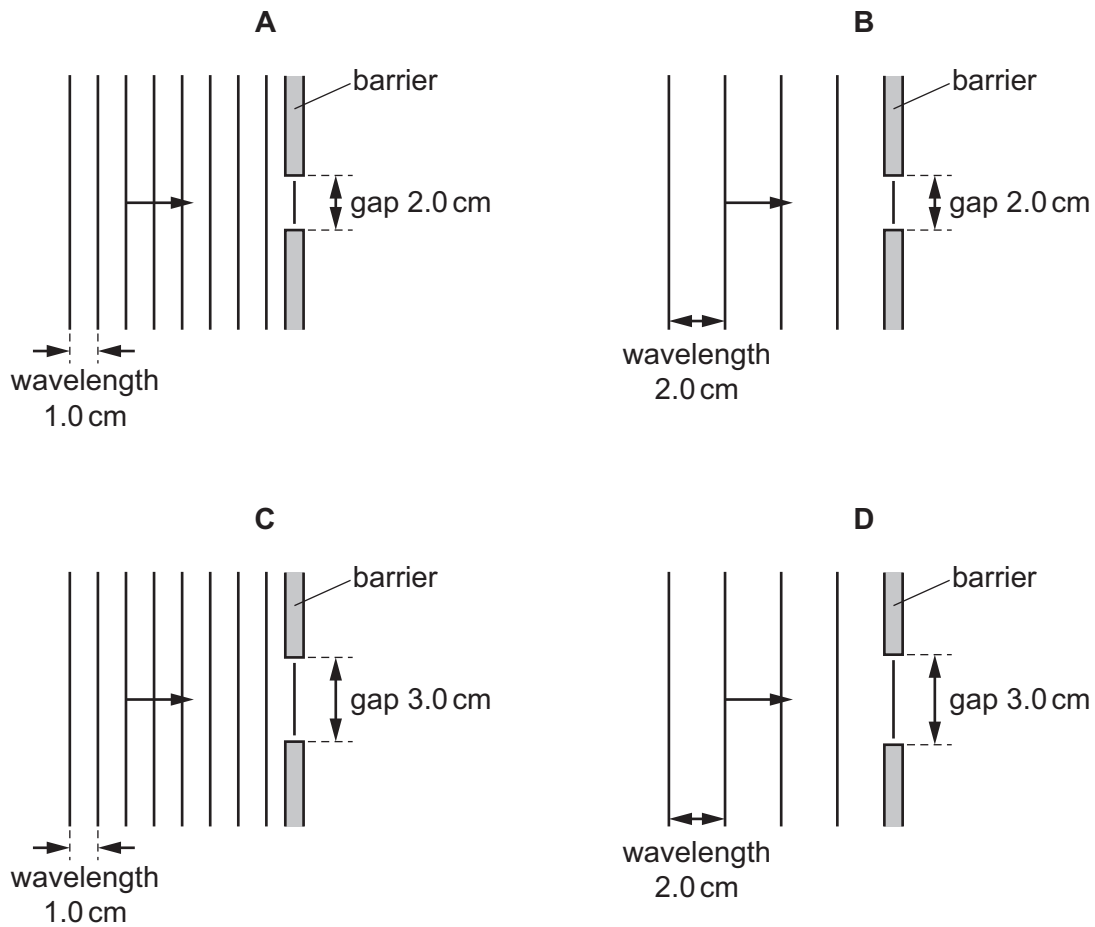 A
barrier
gap 2.0 cm
wavelength
1.0 cm
B
barrier
gap 2.0 cm
wavelength
2.0 cm
C
barrier
gap 3.0 cm
wavelength
1.0 cm
D
barrier
gap 3.0 cm
wavelength
2.0 cm